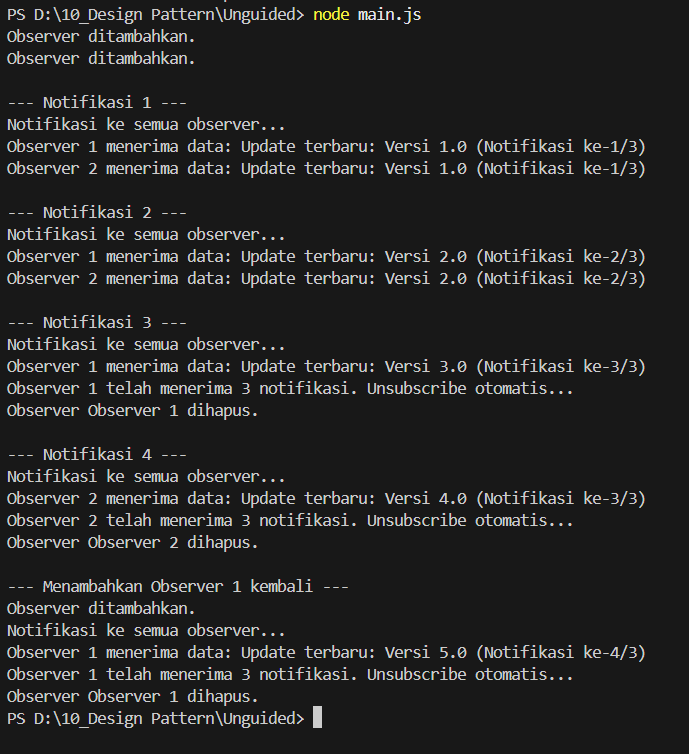 PS D:\10_Design Pattern\Unguided> node main.js
Observer ditambahkan.
Observer ditambahkan.

--- Notifikasi 1 ---
Notifikasi ke semua observer...
Observer 1 menerima data: Update terbaru: Versi 1.0 (Notifikasi ke-1/3)
Observer 2 menerima data: Update terbaru: Versi 1.0 (Notifikasi ke-1/3)

--- Notifikasi 2 ---
Notifikasi ke semua observer...
Observer 1 menerima data: Update terbaru: Versi 2.0 (Notifikasi ke-2/3)
Observer 2 menerima data: Update terbaru: Versi 2.0 (Notifikasi ke-2/3)

--- Notifikasi 3 ---
Notifikasi ke semua observer...
Observer 1 menerima data: Update terbaru: Versi 3.0 (Notifikasi ke-3/3)
Observer 1 telah menerima 3 notifikasi. Unsubscribe otomatis...
Observer Observer 1 dihapus.

--- Notifikasi 4 ---
Notifikasi ke semua observer...
Observer 2 menerima data: Update terbaru: Versi 4.0 (Notifikasi ke-3/3)
Observer 2 telah menerima 3 notifikasi. Unsubscribe otomatis...
Observer Observer 2 dihapus.

--- Menambahkan Observer 1 kembali ---
Observer ditambahkan.
Notifikasi ke semua observer...
Observer 1 menerima data: Update terbaru: Versi 5.0 (Notifikasi ke-4/3)
Observer 1 telah menerima 3 notifikasi. Unsubscribe otomatis...
Observer Observer 1 dihapus.
PS D:\10_Design Pattern\Unguided>